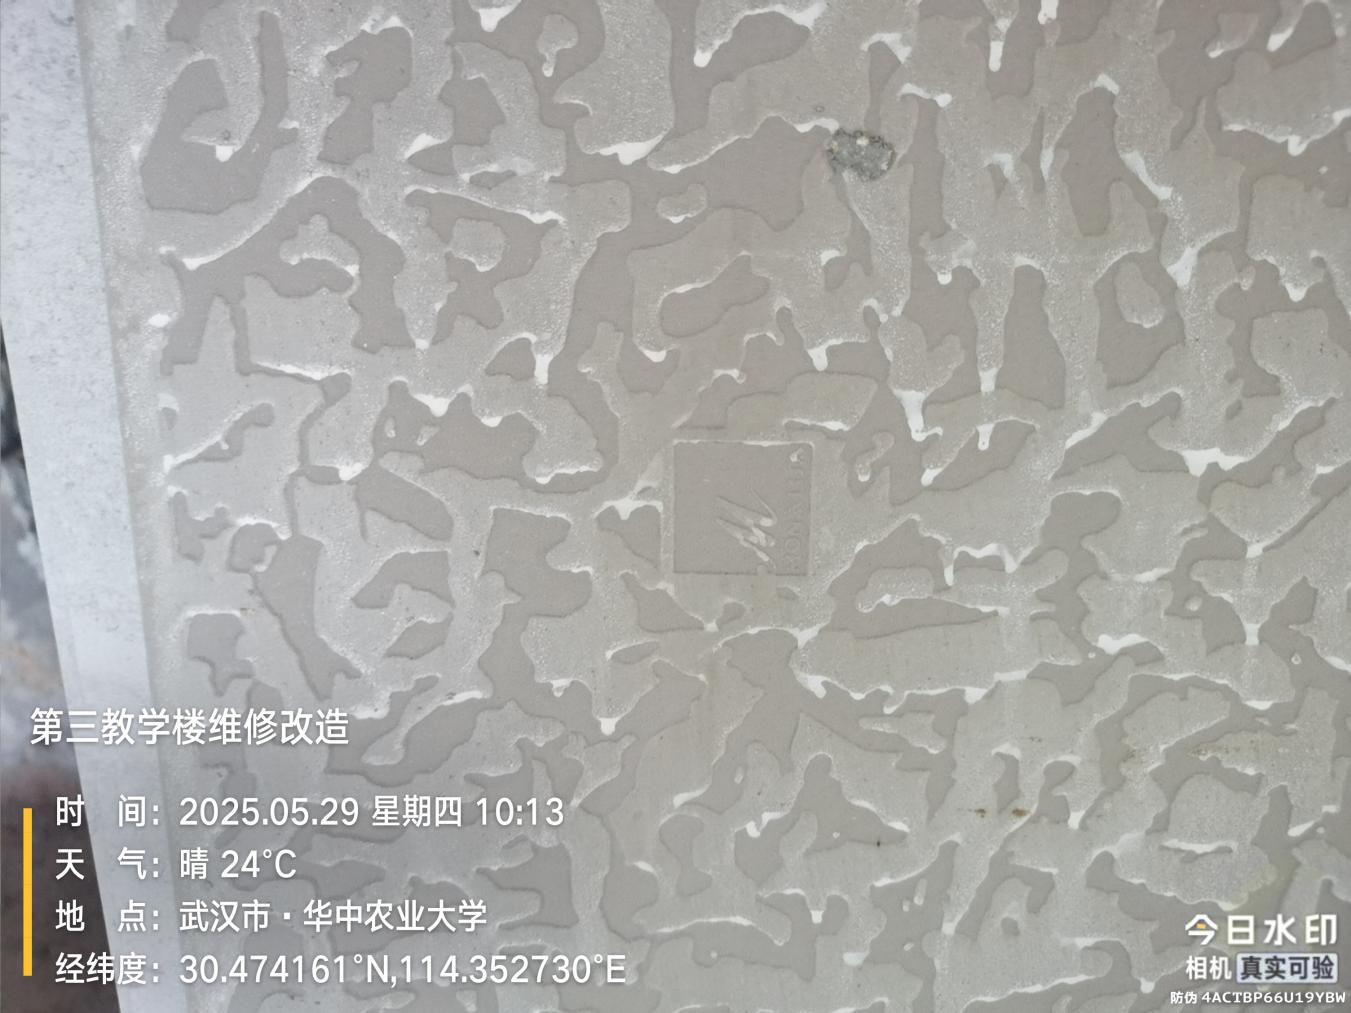 第三教学楼维修改造
时 间：2025.05.29 星期四 10:13
天 气：晴 24°C
地 点：武汉市·华中农业大学
经纬度：30.474161°N,114.352730°E
今日水印
相机 真实可验
防伪 4ACTBP66U19YBW